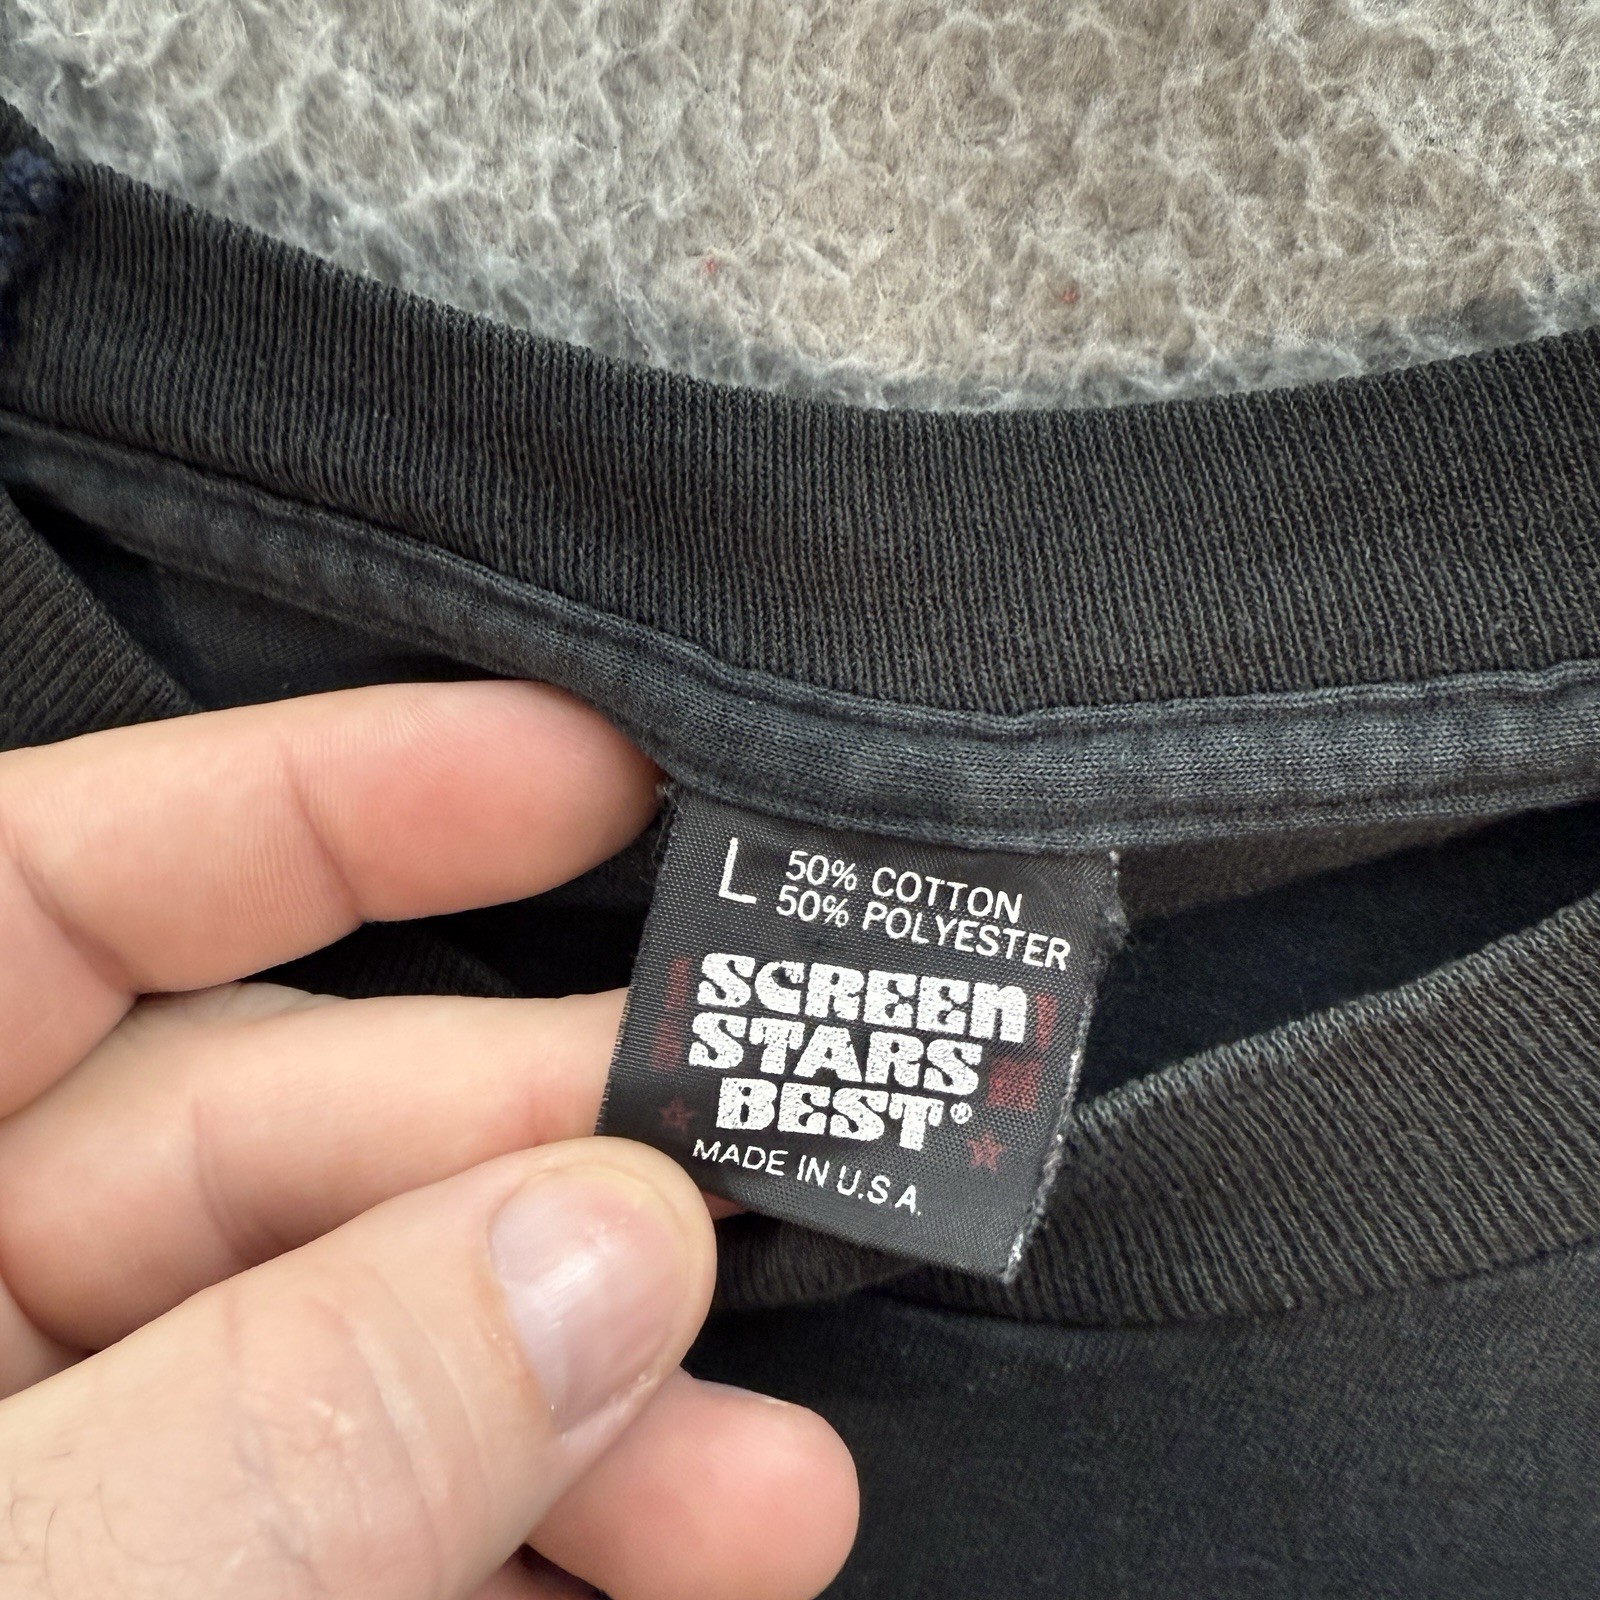 L 50% COTTON
50% POLYESTER
SCREEN
STARS
BEST®
MADE IN U.S.A.